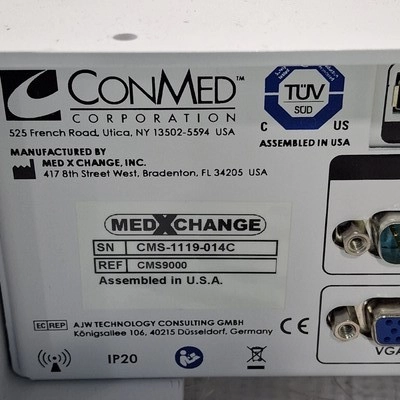 CONMED™
CORPORATION
525 French Road, Utica, NY 13502-5594 USA
TÜV
SÜD
C US
ASSEMBLED IN USA
MANUFACTURED BY
MED X CHANGE, INC.
417 8th Street West, Bradenton, FL 34205 USA
MEDXCHANGE
SN CMS-1119-014C
REF CMS9000
Assembled in U.S.A.
EC REP AJW TECHNOLOGY CONSULTING GMBH
Königsallee 106, 40215 Düsseldorf, Germany
CE
IP20
VGA